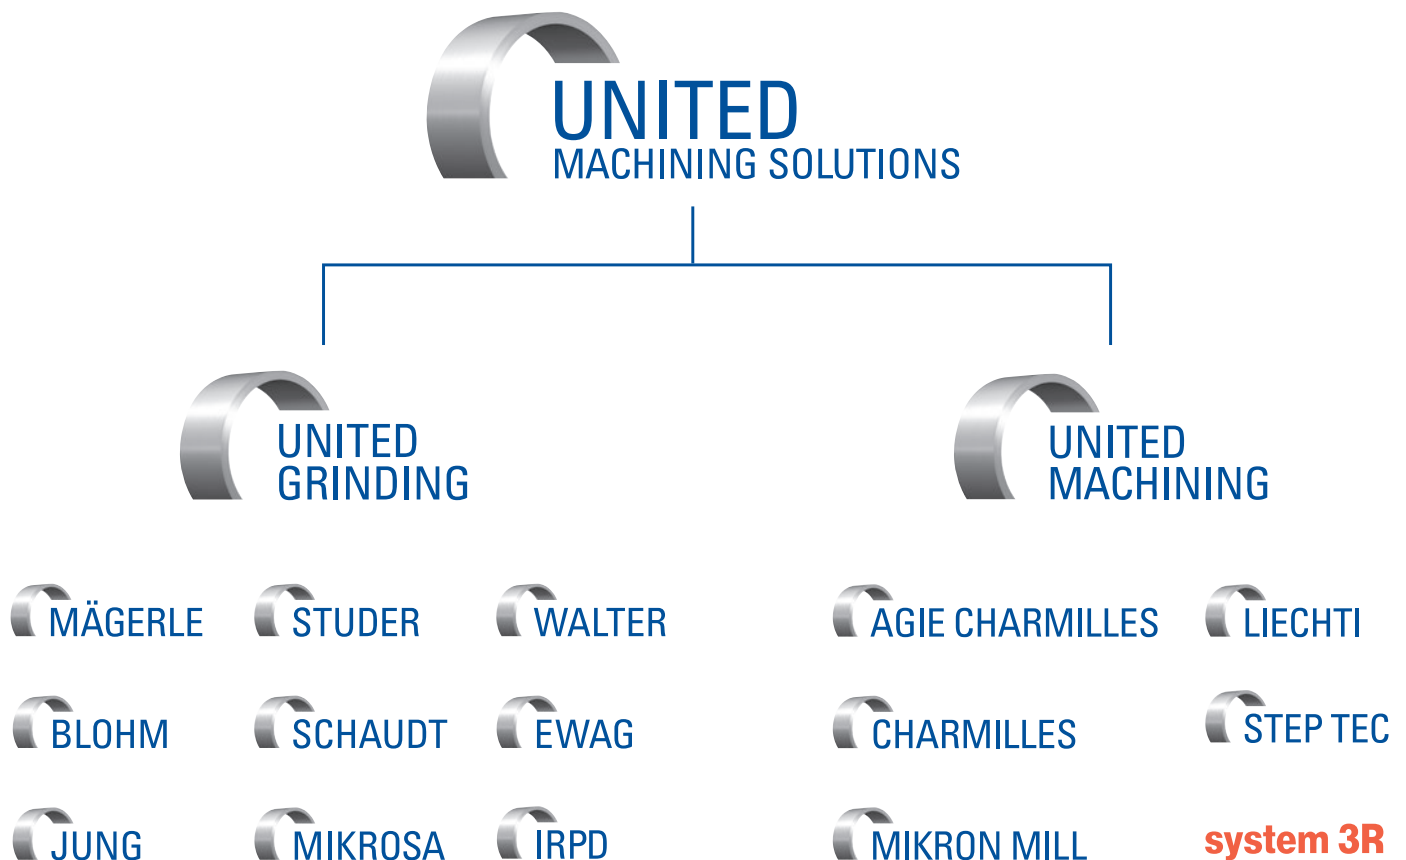 UNITED
MACHINING SOLUTIONS
UNITED
GRINDING
UNITED
MACHINING
MÄGERLE
STUDER
WALTER
AGIE CHARMILLES
LIECHTI
BLOHM
SCHAUDT
EWAG
CHARMILLES
STEP TEC
JUNG
MIKROSA
IRPD
MIKRON MILL
system 3R